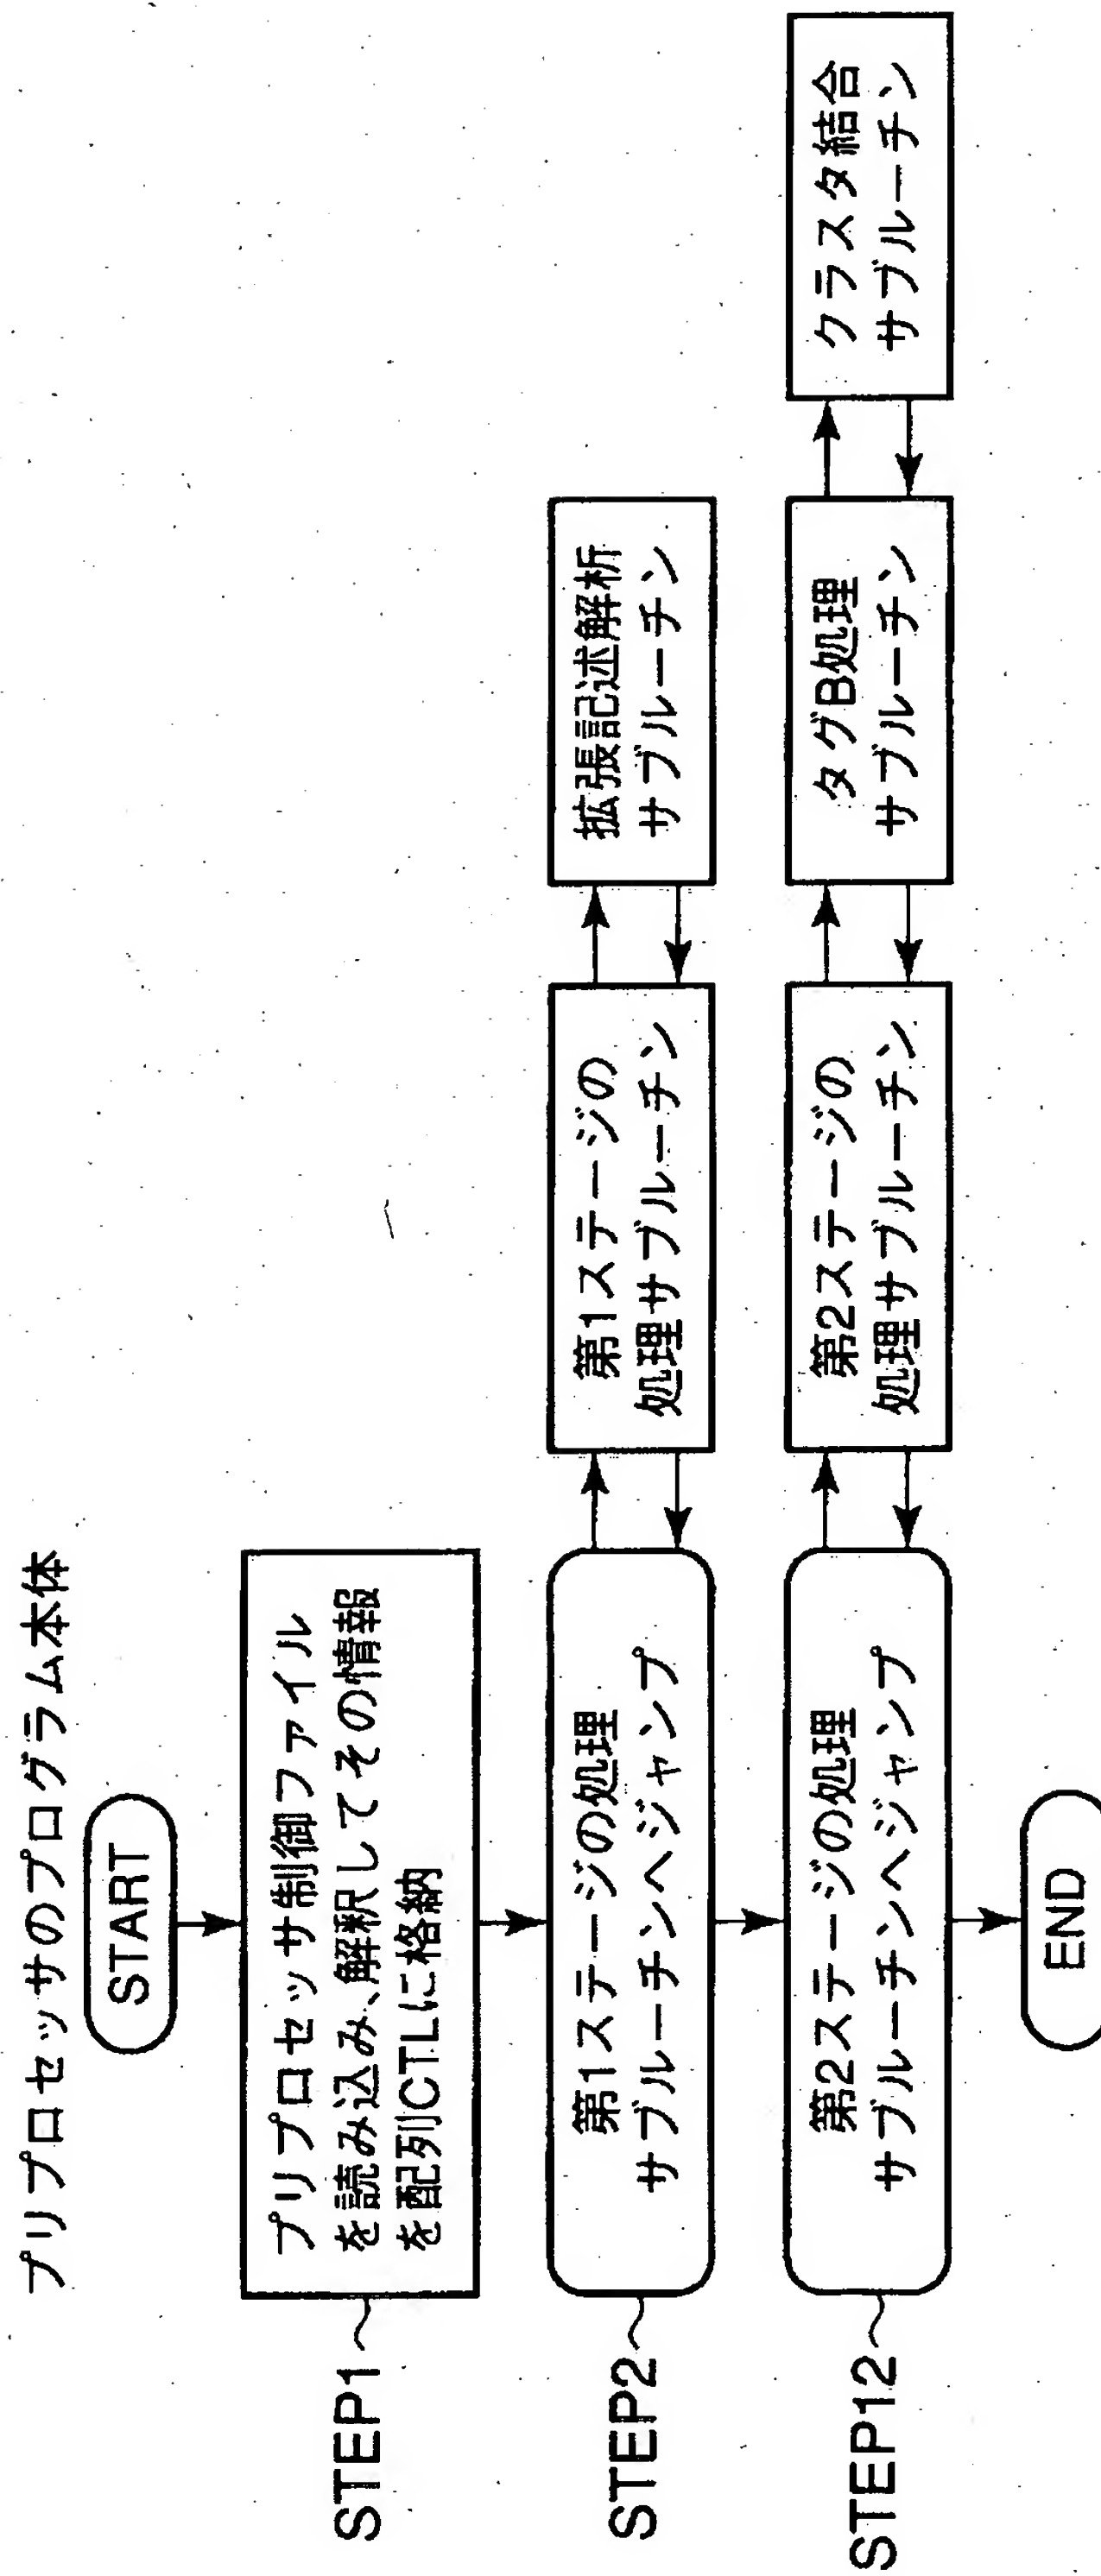 プリプロセッサのプログラム本体
START
STEP1
プリプロセッサ制御ファイル
を読み込み、解釈してその情報
を配列CTLに格納
STEP2
第1ステージの処理
サブルーチンへジャンプ
第1ステージの
処理サブルーチン
拡張記述解析
サブルーチン
STEP12
第2ステージの処理
サブルーチンへジャンプ
第2ステージの
処理サブルーチン
タグB処理
サブルーチン
クラスタ結合
サブルーチン
END